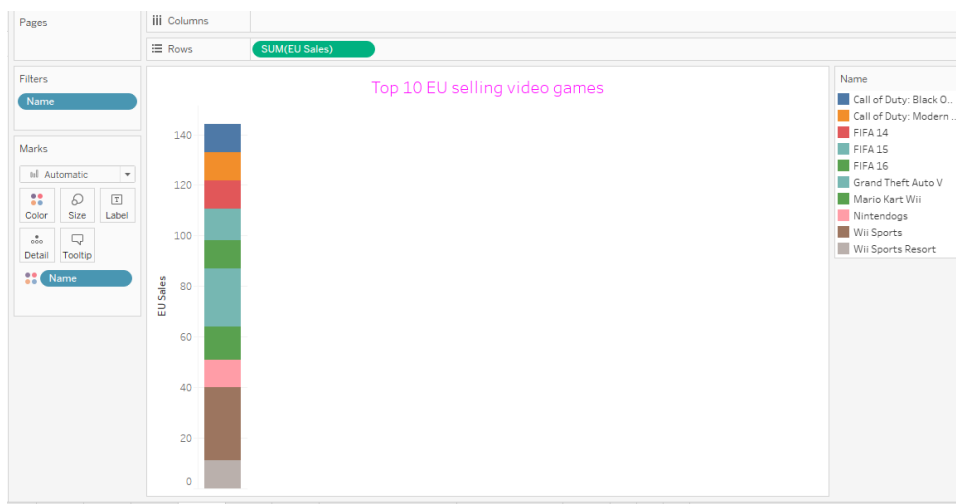 Pages
Columns
Rows
SUM(EU Sales)
Filters
Name
Marks
Automatic
Color
Size
Label
Detail
Tooltip
Name
Top 10 EU selling video games
EU Sales
140
120
100
80
60
40
20
0
Name
Call of Duty: Black O..
Call of Duty: Modern ..
FIFA 14
FIFA 15
FIFA 16
Grand Theft Auto V
Mario Kart Wii
Nintendogs
Wii Sports
Wii Sports Resort